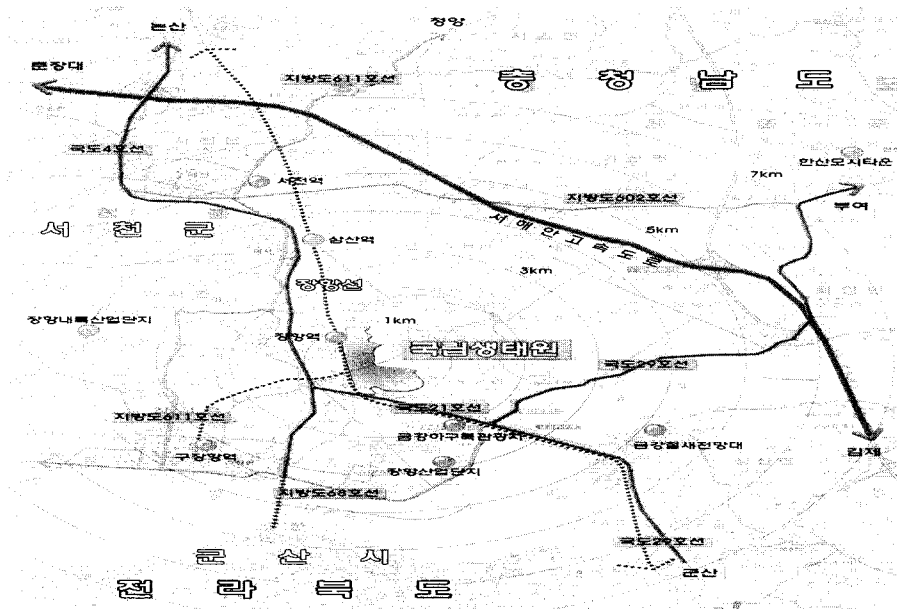 논산
청양
춘장대
지방도611호선
충청남도
국도4호선
한산모시타운
7km
서천역
지방도602호선
부여
서천군
5km
삼산역
서해안고속도로
3km
장항선
1km
장항내륙산업단지
장항역
국립생태원
국도29호선
지방도611호선
국도21호선
금강하구둑관광지
금강철새전망대
구장항역
김제
장항산업단지
지방도68호선
국도29호선
군산시
군산
전라북도